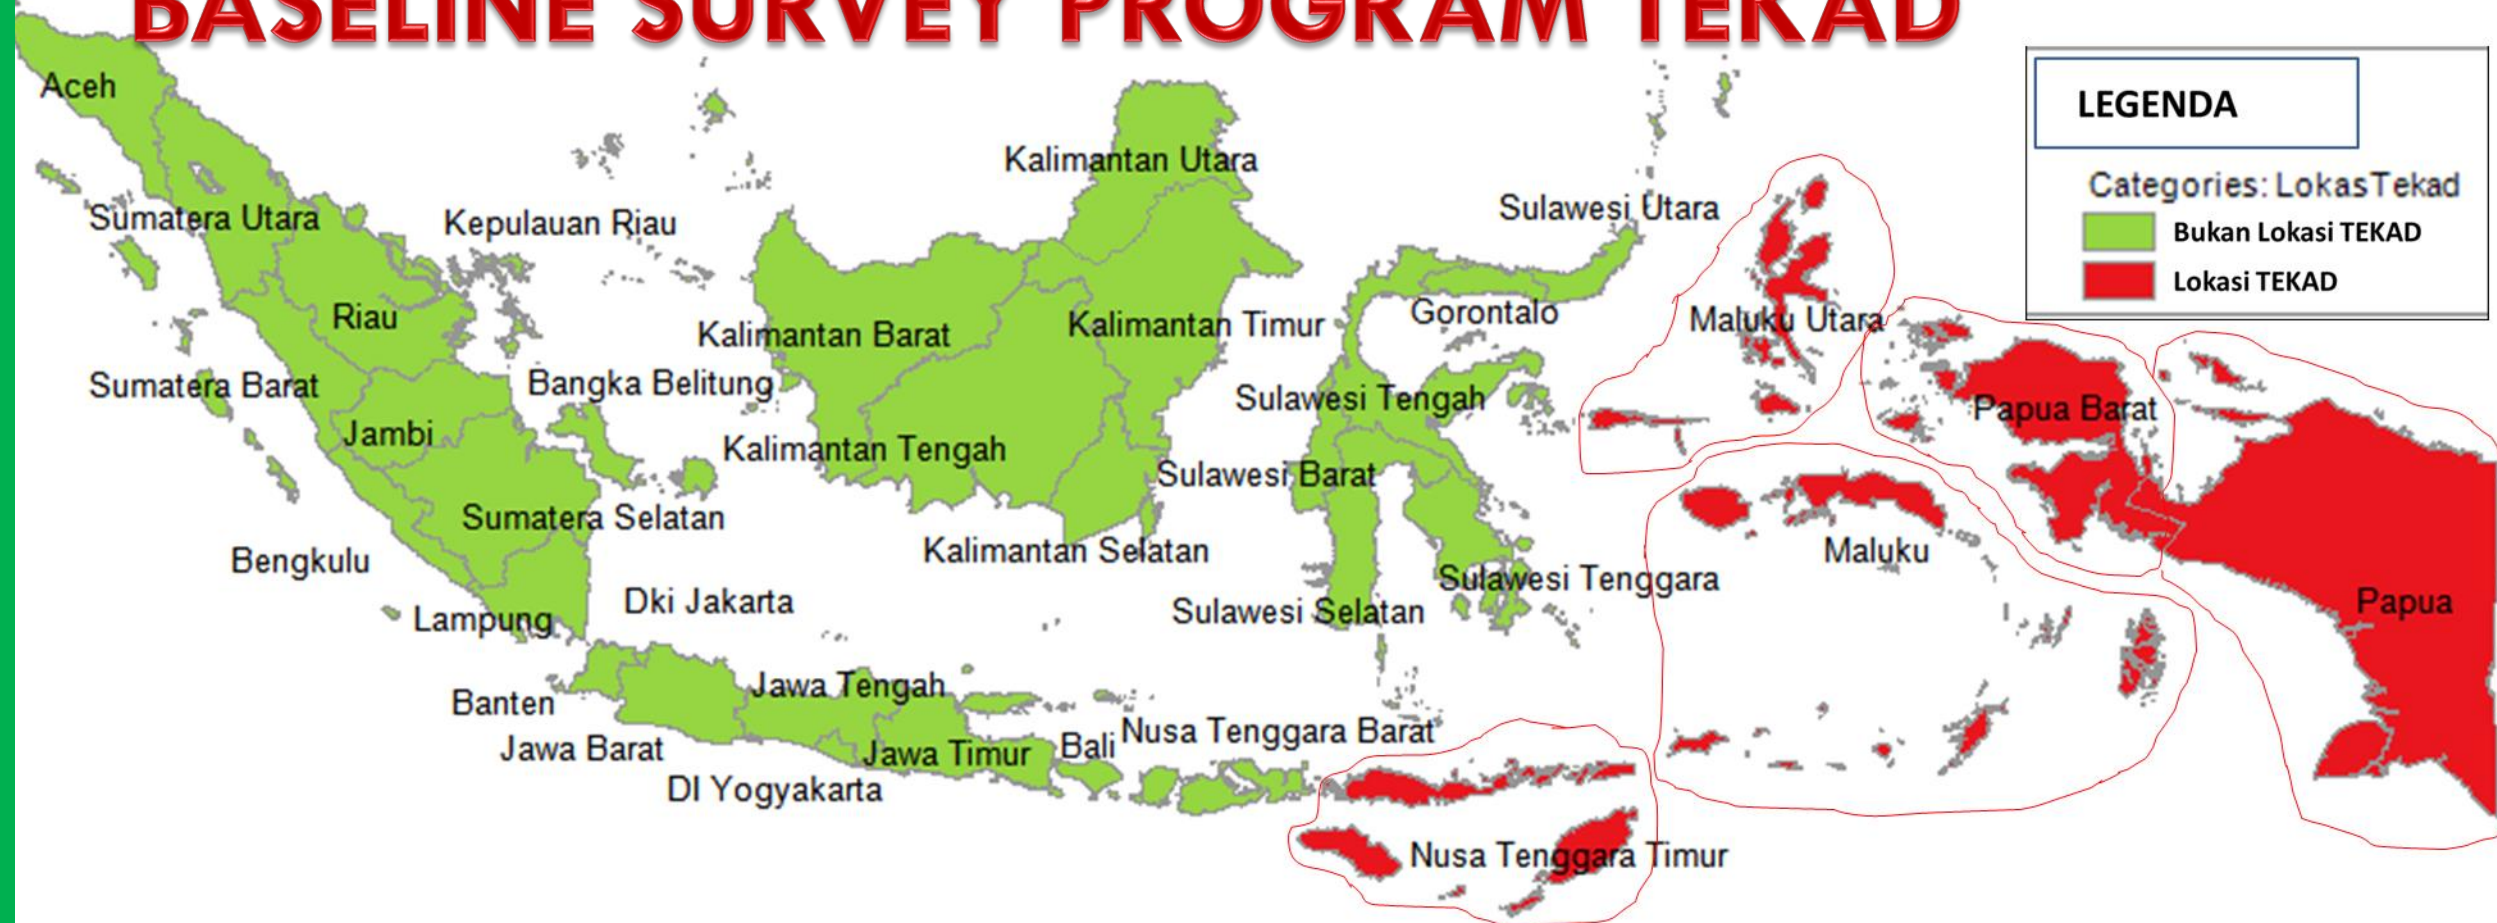 BASELINE SURVEY PROGRAM TEKAD
LEGENDA
Categories: LokasTekad
Bukan Lokasi TEKAD
Lokasi TEKAD
Aceh
Kalimantan Utara
Sumatera Utara
Kepulauan Riau
Sulawesi Utara
Riau
Kalimantan Barat
Kalimantan Timur
Gorontalo
Maluku Utara
Sumatera Barat
Bangka Belitung
Sulawesi Tengah
Papua Barat
Jambi
Kalimantan Tengah
Sulawesi Barat
Sumatera Selatan
Bengkulu
Kalimantan Selatan
Maluku
Sulawesi Tenggara
Lampung
Dki Jakarta
Sulawesi Selatan
Papua
Banten
Jawa Tengah
Jawa Barat
Jawa Timur
Bali
Nusa Tenggara Barat
DI Yogyakarta
Nusa Tenggara Timur